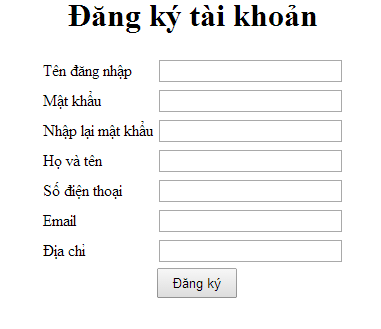 Đăng ký tài khoản
Tên đăng nhập
Mật khẩu
Nhập lại mật khẩu
Họ và tên
Số điện thoại
Email
Địa chỉ
Đăng ký